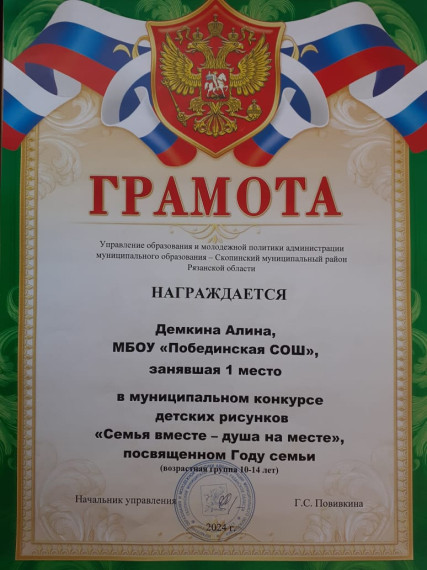 ГРАМОТА
Управление образования и молодежной политики администрации
муниципального образования – Скопинский муниципальный район
Рязанской области
НАГРАЖДАЕТСЯ
Демкина Алина,
МБОУ «Побединская СОШ»,
занявшая 1 место
в муниципальном конкурсе
детских рисунков
«Семья вместе – душа на месте»,
посвященном Году семьи
(возрастная группа 10-14 лет)
Начальник управления
Г.С. Повивкина
2024 г.